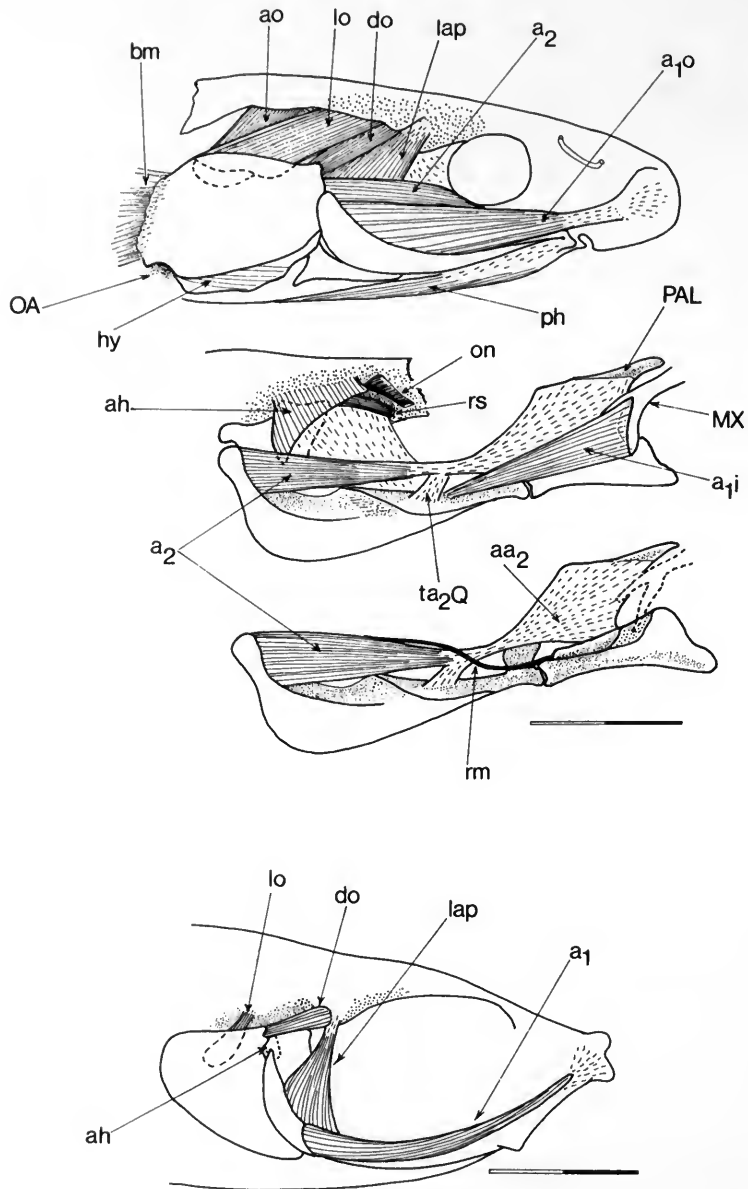 ao lo do lap a2 a1o
bm
OA
hy
ph
on
PAL
ah
rs
MX
a1i
a2
ta2Q
aa2
rm
lo do lap
a1
ah